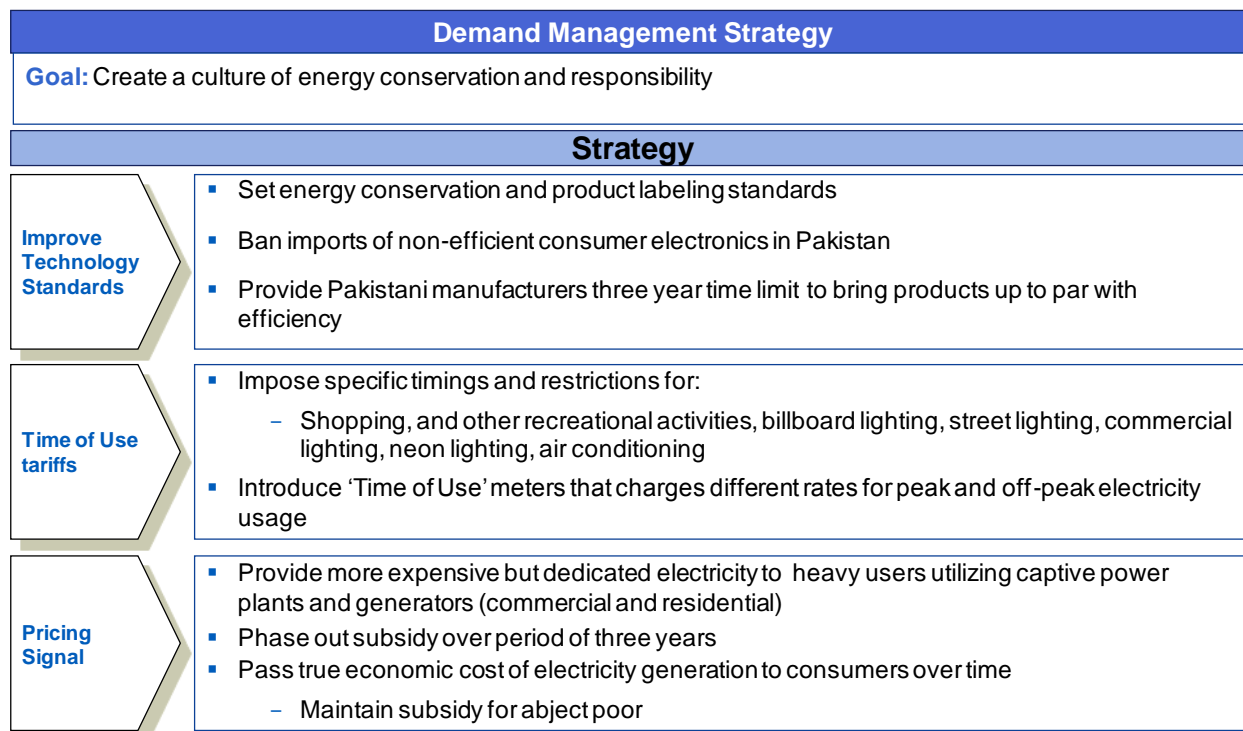 Demand Management Strategy
Goal: Create a culture of energy conservation and responsibility
Strategy
Improve
Technology
Standards
▪ Set energy conservation and product labeling standards
▪ Ban imports of non-efficient consumer electronics in Pakistan
▪ Provide Pakistani manufacturers three year time limit to bring products up to par with
efficiency
Time of Use
tariffs
▪ Impose specific timings and restrictions for:
– Shopping, and other recreational activities, billboard lighting, street lighting, commercial
lighting, neon lighting, air conditioning
▪ Introduce ‘Time of Use’ meters that charges different rates for peak and off-peak electricity
usage
Pricing
Signal
▪ Provide more expensive but dedicated electricity to heavy users utilizing captive power
plants and generators (commercial and residential)
▪ Phase out subsidy over period of three years
▪ Pass true economic cost of electricity generation to consumers over time
– Maintain subsidy for abject poor